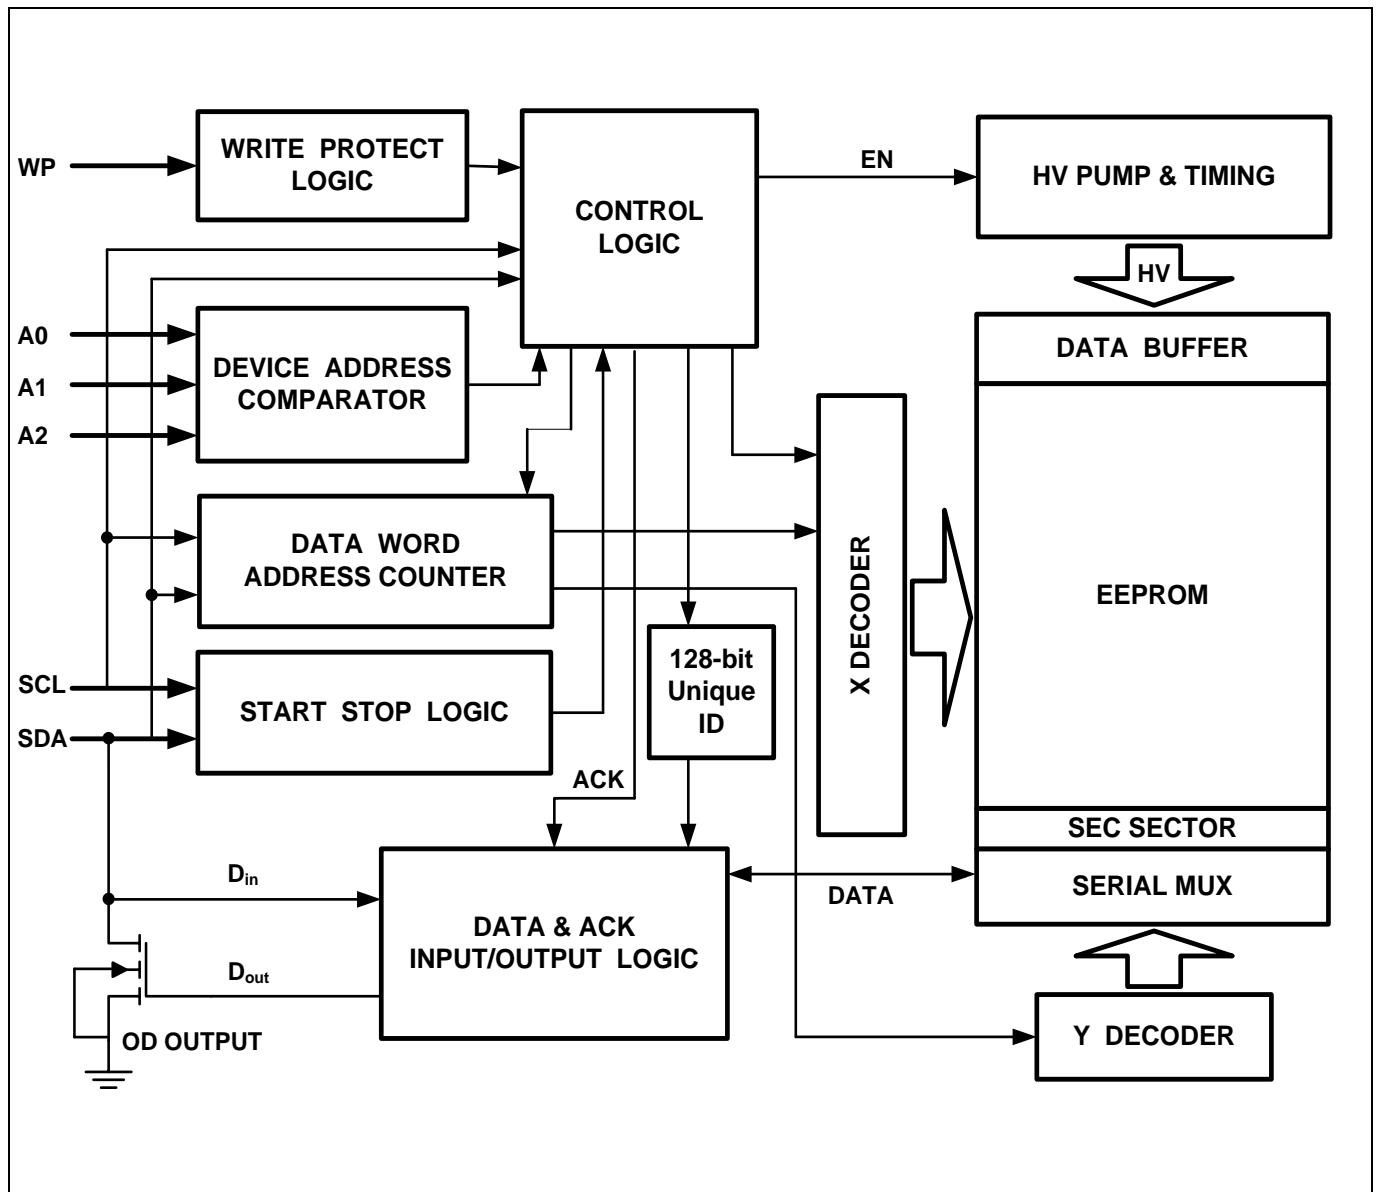 WP
WRITE PROTECT
LOGIC
CONTROL
LOGIC
EN
HV PUMP & TIMING
HV
A0
A1
A2
DEVICE ADDRESS
COMPARATOR
DATA BUFFER
EEPROM
DATA WORD
ADDRESS COUNTER
X DECODER
SCL
SDA
START STOP LOGIC
128-bit
Unique
ID
ACK
SEC SECTOR
SERIAL MUX
DATA
Din
Dout
DATA & ACK
INPUT/OUTPUT LOGIC
OD OUTPUT
Y DECODER